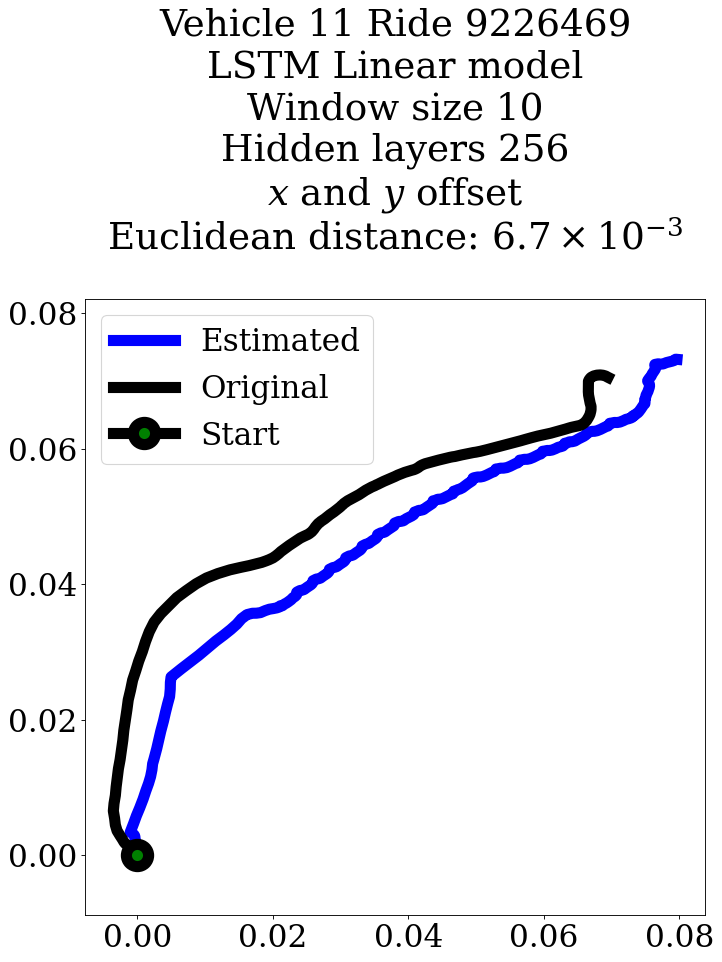 Vehicle 11 Ride 9226469
LSTM Linear model
Window size 10
Hidden layers 256
x and y offset
Euclidean distance: 6.7 × 10⁻³
0.08
0.06
0.04
0.02
0.00
Estimated
Original
Start
0.00 0.02 0.04 0.06 0.08